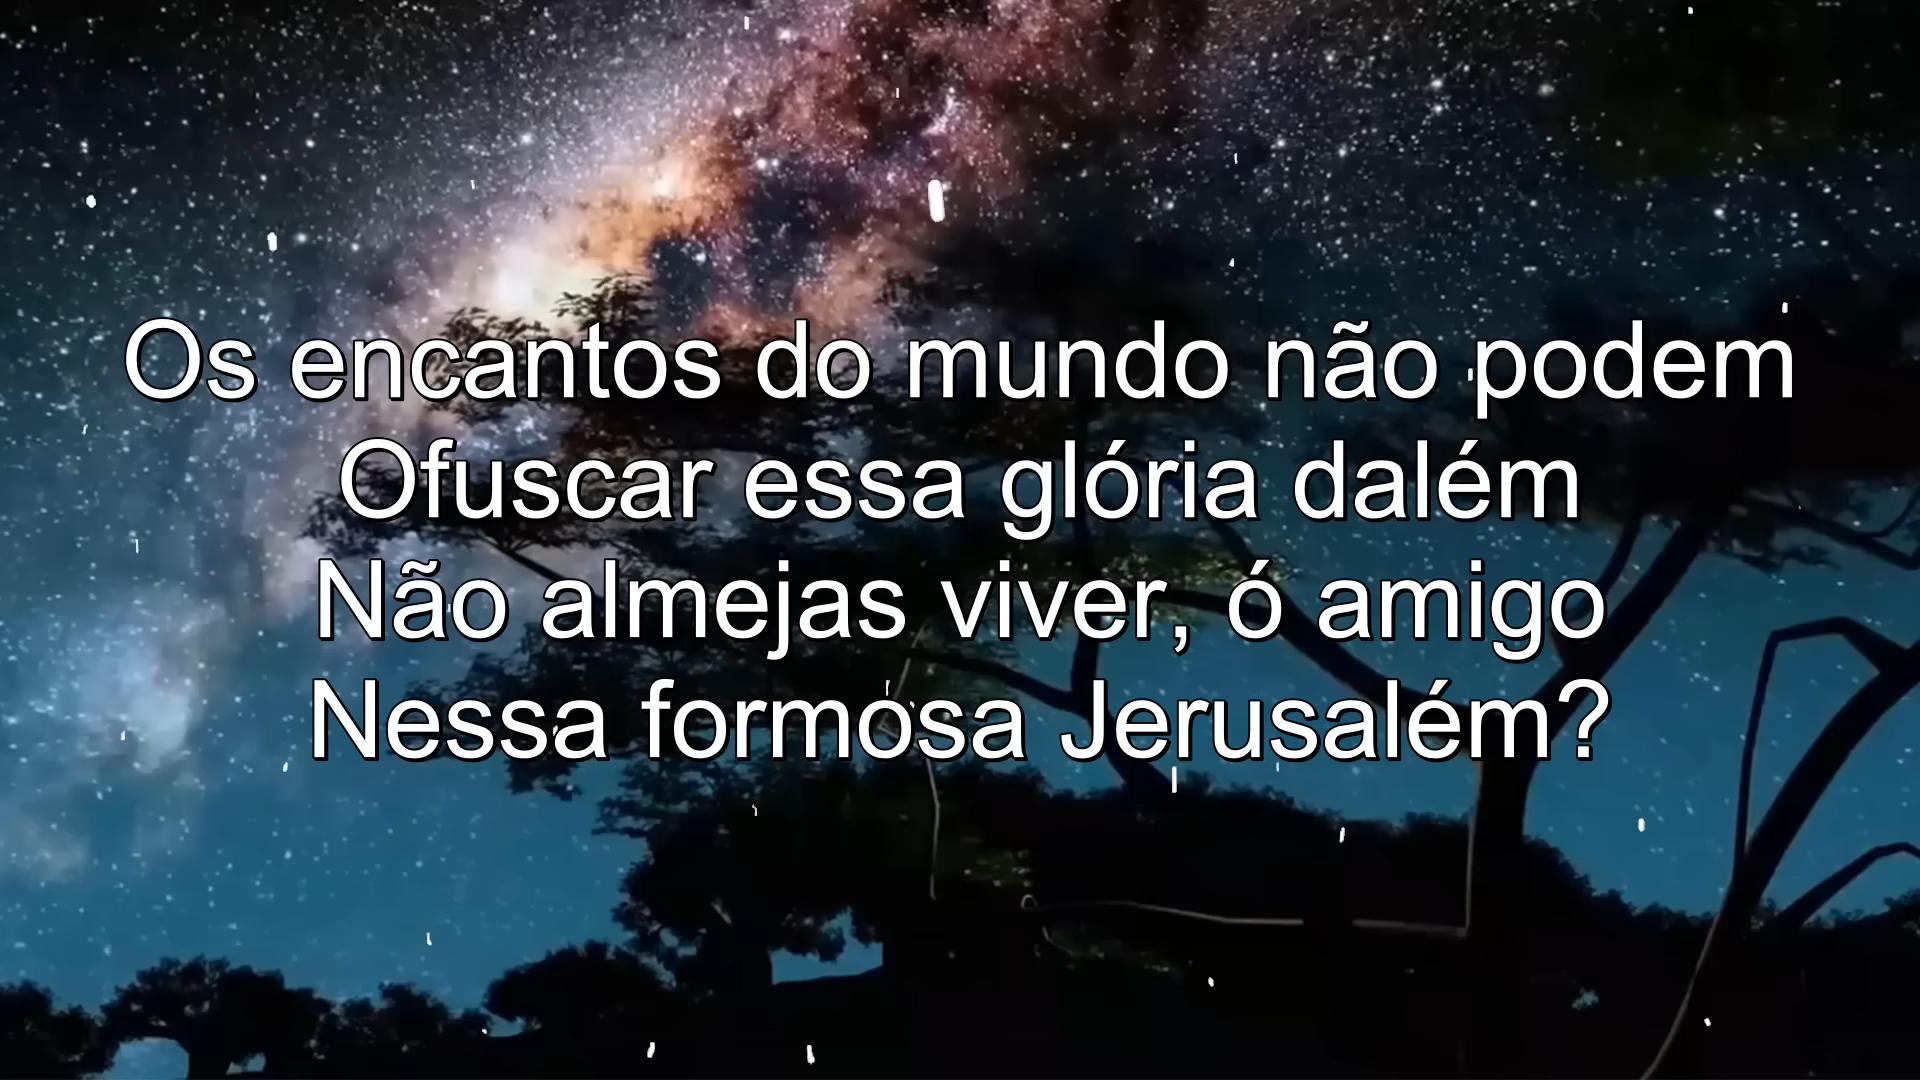 Os encantos do mundo não podem
Ofuscar essa glória dalém
Não almejas viver, ó amigo
Nessa formosa Jerusalém?